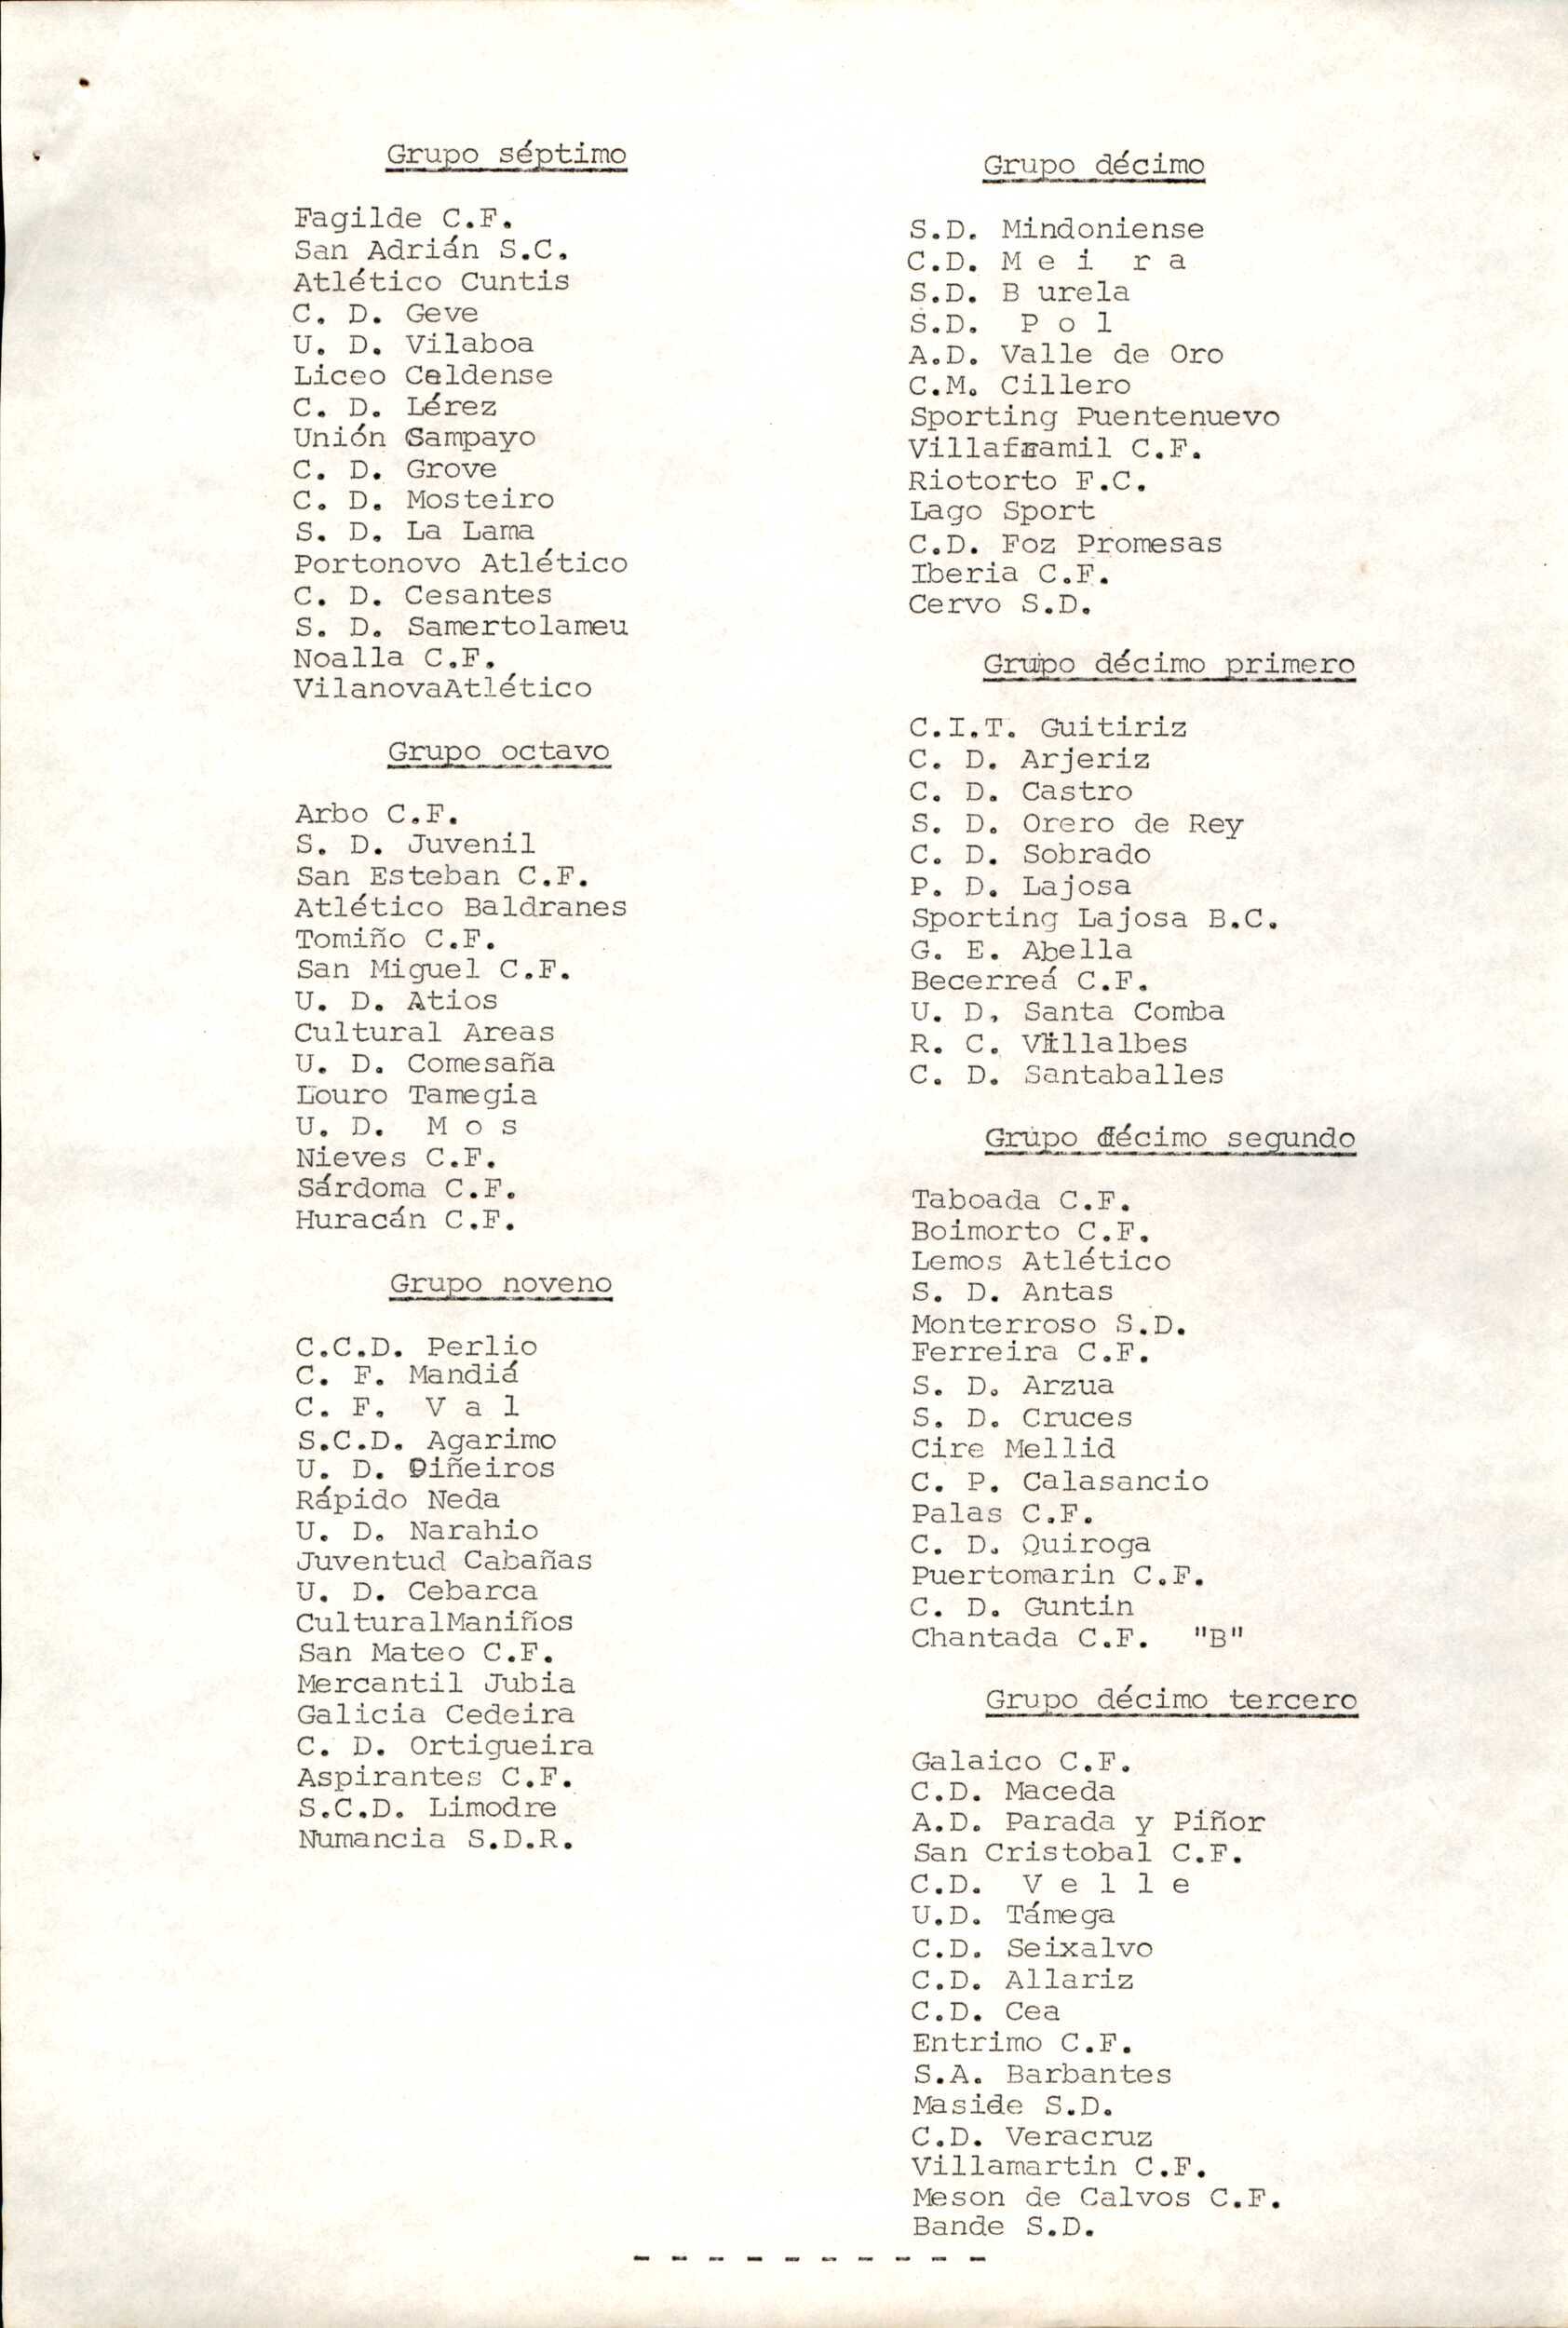 Grupo séptimo
Fagilde C.F.
San Adrián S.C.
Atlético Cuntis
C. D. Geve
U. D. Vilaboa
Liceo Caldense
C. D. Lérez
Unión Sampayo
C. D. Grove
C. D. Mosteiro
S. D. La Lama
Portonovo Atlético
C. D. Cesantes
S. D. Samertolameu
Noalla C.F.
VilanovaAtlético
Grupo octavo
Arbo C.F.
S. D. Juvenil
San Esteban C.F.
Atlético Baldranes
Tomiño C.F.
San Miguel C.F.
U. D. Atios
Cultural Areas
U. D. Comesaña
Louro Tamegia
U. D. M o s
Nieves C.F.
Sárdoma C.F.
Huracán C.F.
Grupo noveno
C.C.D. Perlio
C. F. Mandiá
C. F. V a l
S.C.D. Agarimo
U. D. Piñeiros
Rápido Neda
U. D. Narahio
Juventud Cabañas
U. D. Cebarca
CulturalManiños
San Mateo C.F.
Mercantil Jubia
Galicia Cedeira
C. D. Ortigueira
Aspirantes C.F.
S.C.D. Limodre
Numancia S.D.R.
Grupo décimo
S.D. Mindoniense
C.D. M e i r a
S.D. B urela
S.D. P o l
A.D. Valle de Oro
C.M. Cillero
Sporting Puentenuevo
Villaframil C.F.
Riotorto F.C.
Lago Sport
C.D. Foz Promesas
Iberia C.F.
Cervo S.D.
Grupo décimo primero
C.I.T. Guitiriz
C. D. Arjeriz
C. D. Castro
S. D. Orero de Rey
C. D. Sobrado
P. D. Lajosa
Sporting Lajosa B.C.
G. E. Abella
Becerreá C.F.
U. D. Santa Comba
R. C. Villalbes
C. D. Santaballes
Grupo décimo segundo
Taboada C.F.
Boimorto C.F.
Lemos Atlético
S. D. Antas
Monterroso S.D.
Ferreira C.F.
S. D. Arzua
S. D. Cruces
Cire Mellid
C. P. Calasancio
Palas C.F.
C. D. Quiroga
Puertomarin C.F.
C. D. Guntin
Chantada C.F. "B"
Grupo décimo tercero
Galaico C.F.
C.D. Maceda
A.D. Parada y Piñor
San Cristobal C.F.
C.D. V e l l e
U.D. Támega
C.D. Seixalvo
C.D. Allariz
C.D. Cea
Entrimo C.F.
S.A. Barbantes
Maside S.D.
C.D. Veracruz
Villamartin C.F.
Meson de Calvos C.F.
Bande S.D.
- - - - - - - - - -